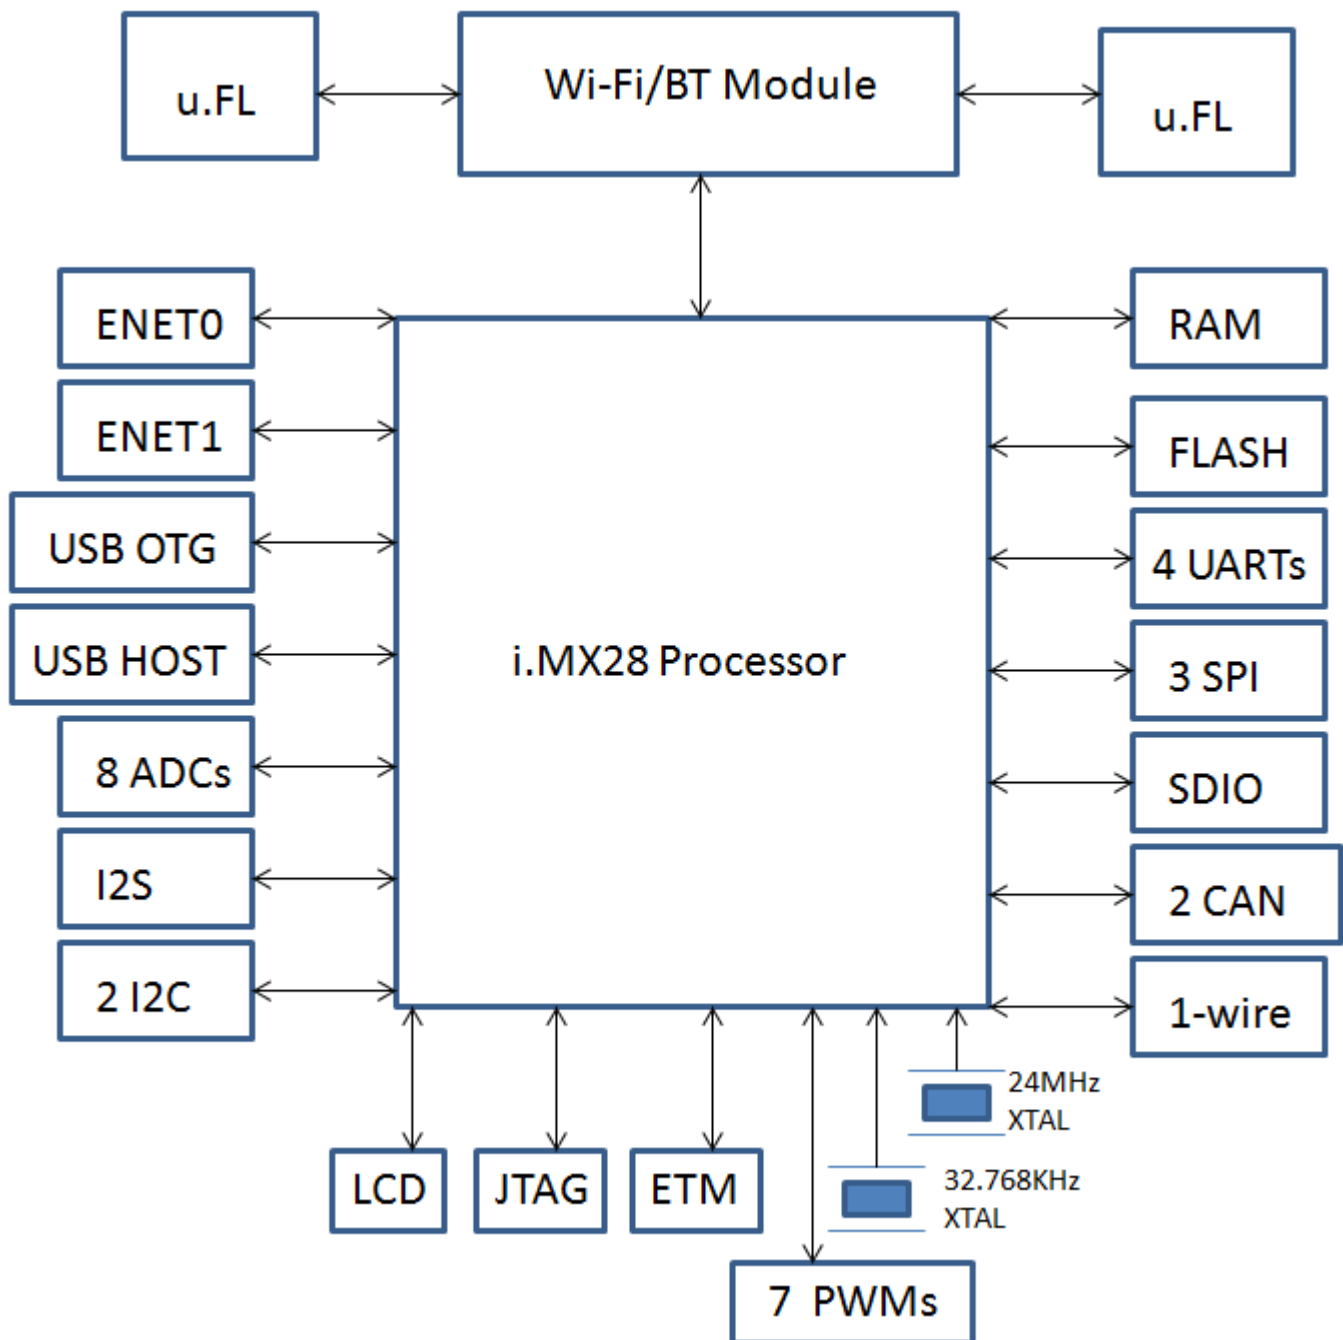 u.FL
Wi-Fi/BT Module
u.FL
ENET0
RAM
ENET1
FLASH
USB OTG
4 UARTs
USB HOST
i.MX28 Processor
3 SPI
8 ADCs
SDIO
I2S
2 CAN
2 I2C
1-wire
24MHz
XTAL
LCD
JTAG
ETM
32.768KHz
XTAL
7 PWMs